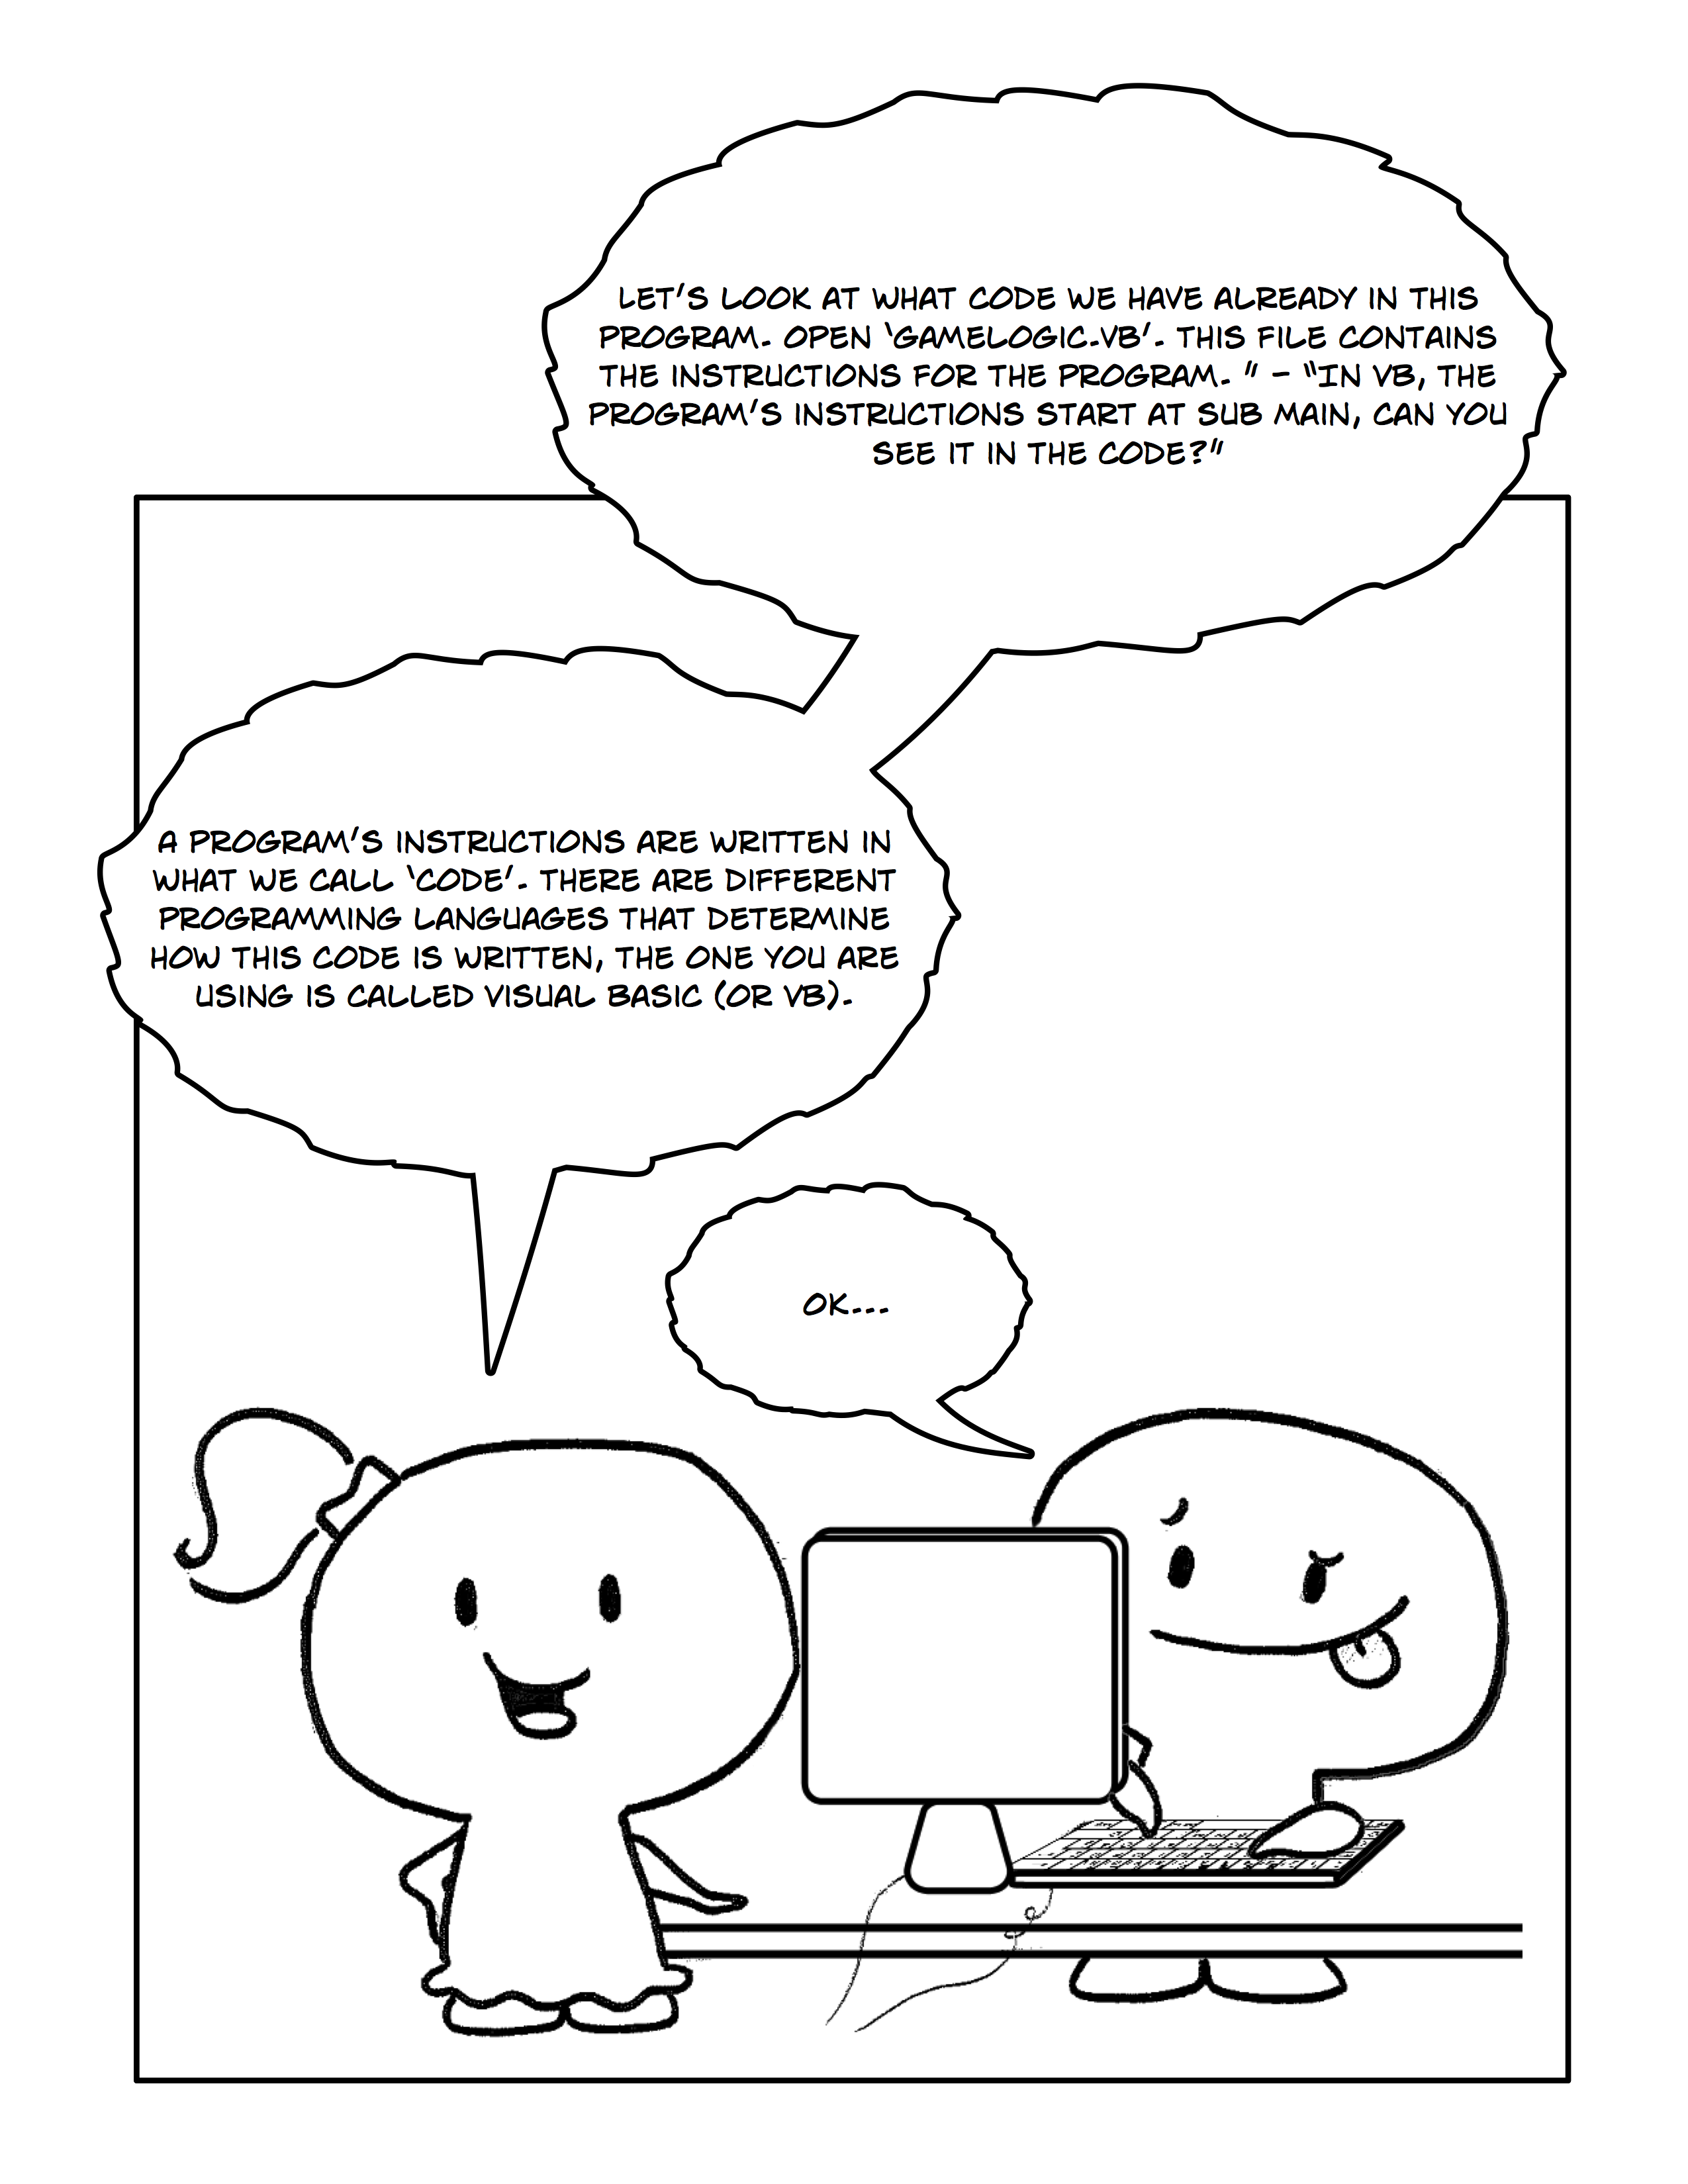 LET'S LOOK AT WHAT CODE WE HAVE ALREADY IN THIS
PROGRAM. OPEN 'GAMELOGIC.VB'. THIS FILE CONTAINS
THE INSTRUCTIONS FOR THE PROGRAM. " – "IN VB, THE
PROGRAM'S INSTRUCTIONS START AT SUB MAIN, CAN YOU
SEE IT IN THE CODE?"
A PROGRAM'S INSTRUCTIONS ARE WRITTEN IN
WHAT WE CALL 'CODE'. THERE ARE DIFFERENT
PROGRAMMING LANGUAGES THAT DETERMINE
HOW THIS CODE IS WRITTEN, THE ONE YOU ARE
USING IS CALLED VISUAL BASIC (OR VB).
OK...